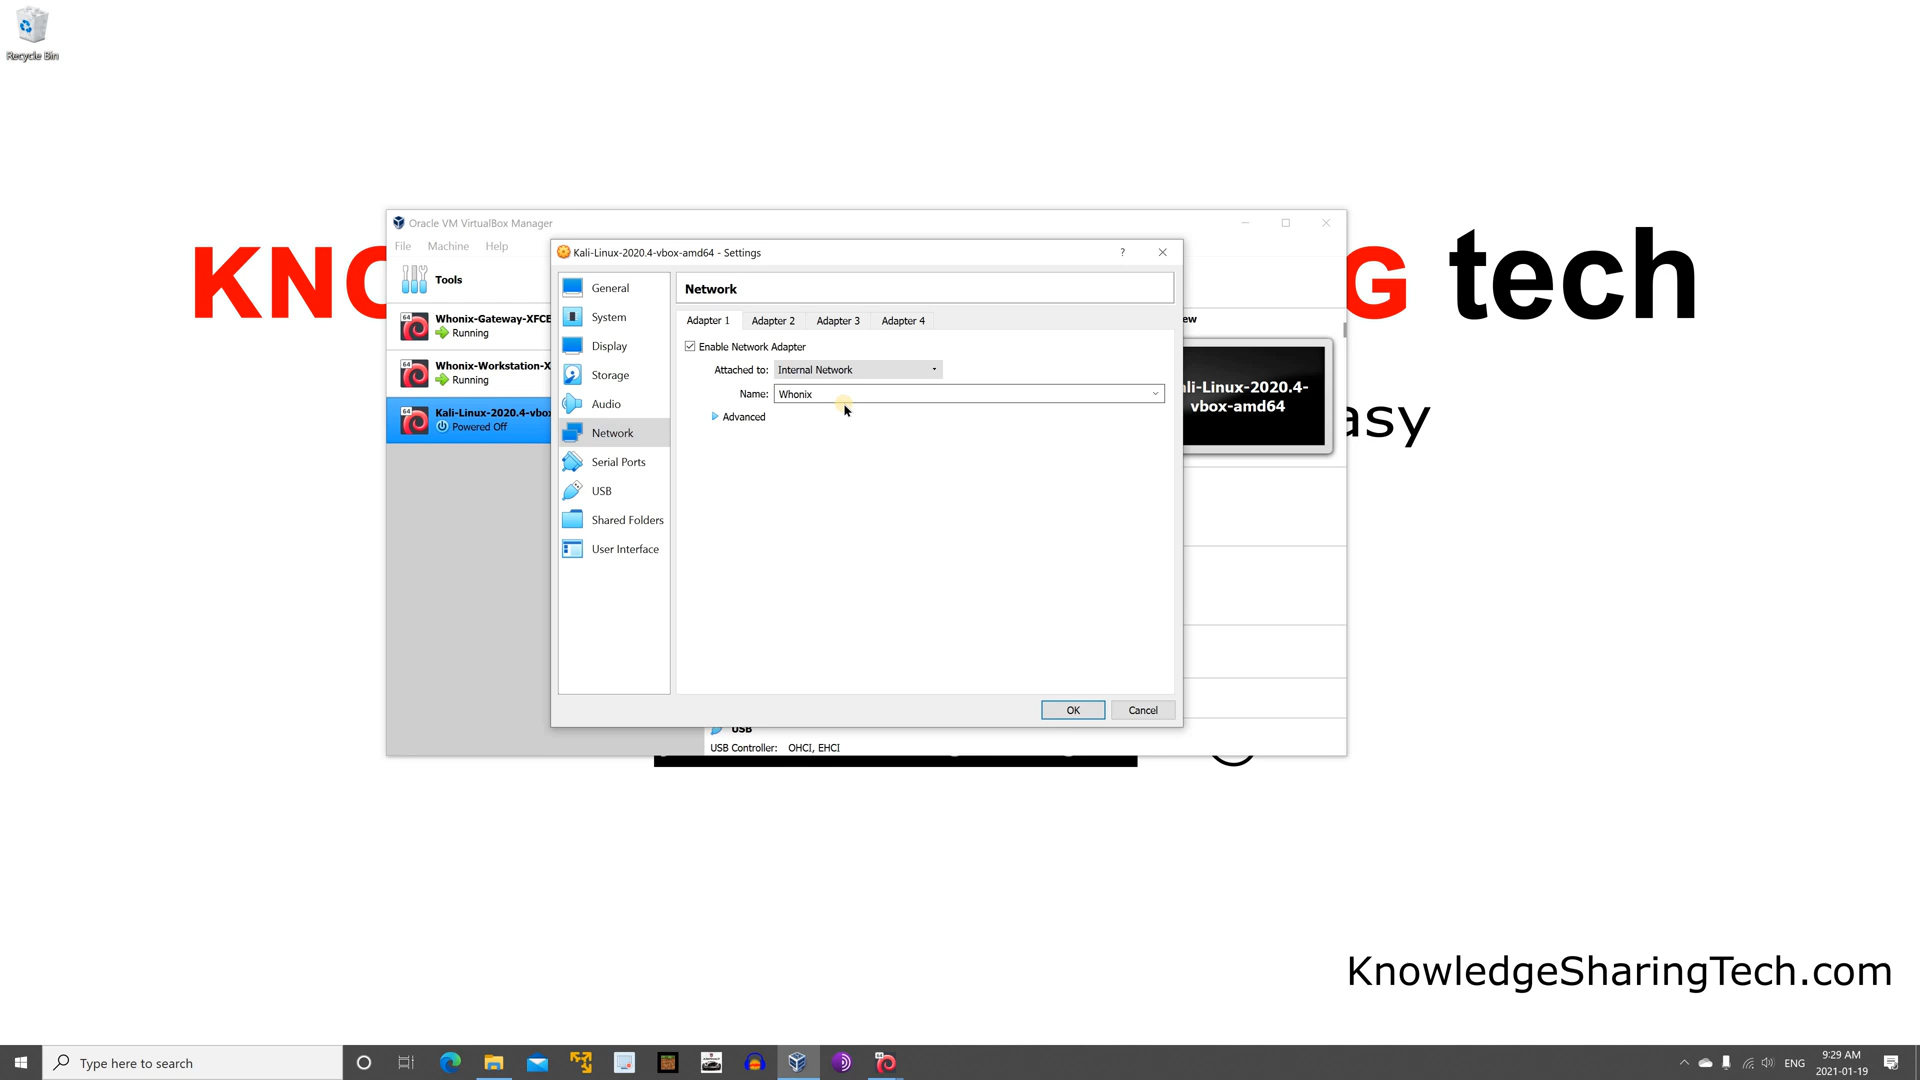 Recycle Bin
KNO
G tech
asy
Oracle VM VirtualBox Manager
File Machine Help
Tools
Whonix-Gateway-XFCE
Running
Whonix-Workstation-X
Running
Kali-Linux-2020.4-vbox
Powered Off
Kali-Linux-2020.4-vbox-amd64 - Settings
?
General
System
Display
Storage
Audio
Network
Serial Ports
USB
Shared Folders
User Interface
Network
Adapter 1 Adapter 2 Adapter 3 Adapter 4
Enable Network Adapter
Attached to: Internal Network
Name: Whonix
Advanced
OK Cancel
ew
ali-Linux-2020.4-
vbox-amd64
USB
USB Controller: OHCI, EHCI
KnowledgeSharingTech.com
Type here to search
ENG
9:29 AM
2021-01-19